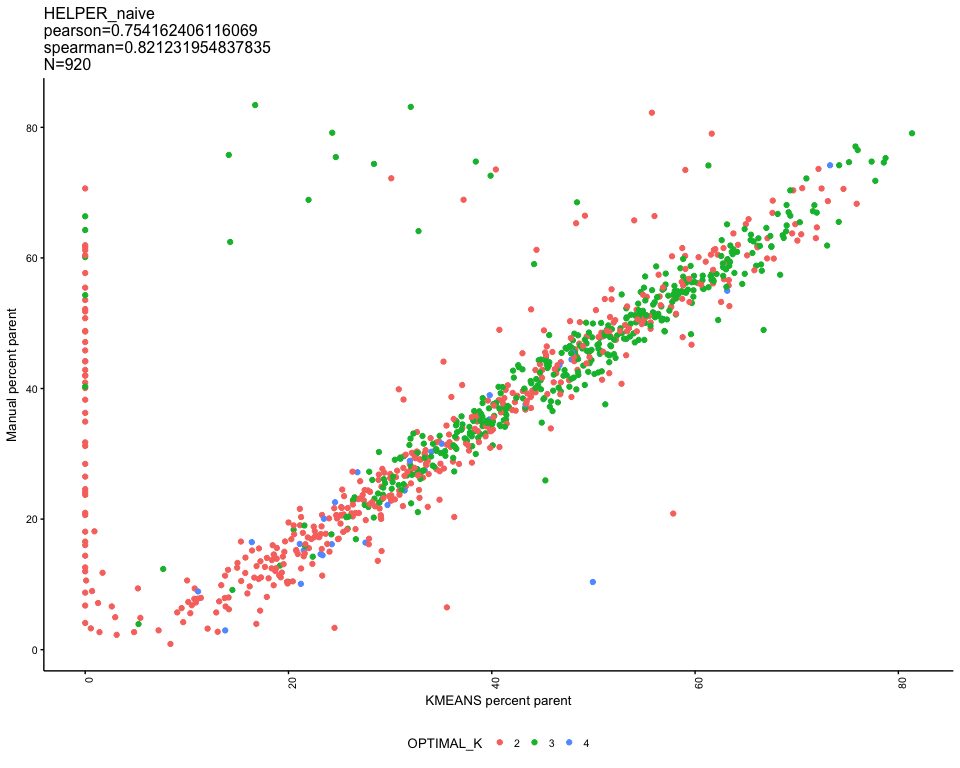 HELPER_naive
pearson=0.754162406116069
spearman=0.821231954837835
N=920
80
60
40
20
0
Manual percent parent
0
20
40
60
80
KMEANS percent parent
OPTIMAL_K 2 3 4